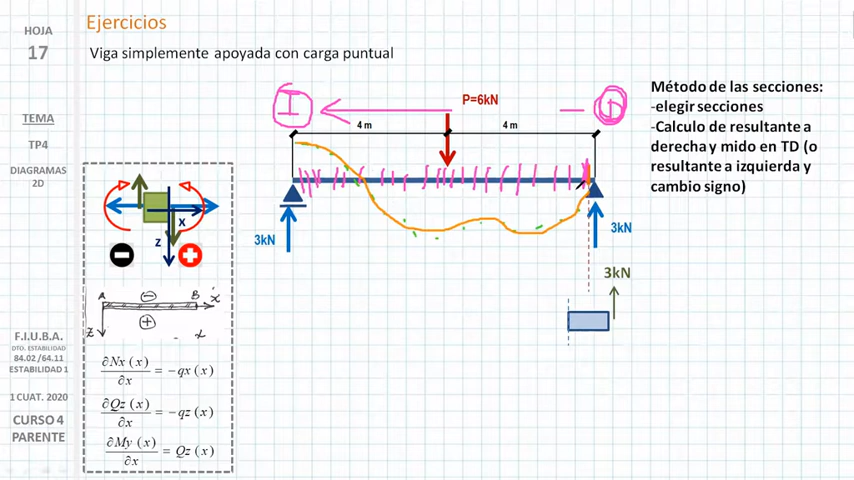 HOJA
17
TEMA
TP4
DIAGRAMAS
2D
F.I.U.B.A.
DTO. ESTABILIDAD
84.02 /64.11
ESTABILIDAD 1
1 CUAT. 2020
CURSO 4
PARENTE
Ejercicios
Viga simplemente apoyada con carga puntual
x
z
A - B x
z + x
∂Nx (x) / ∂x = −qx (x)
∂Qz (x) / ∂x = −qz (x)
∂My (x) / ∂x = Qz (x)
I
D
P=6kN
4 m
4 m
3kN
3kN
3kN
Método de las secciones:
-elegir secciones
-Calculo de resultante a
derecha y mido en TD (o
resultante a izquierda y
cambio signo)